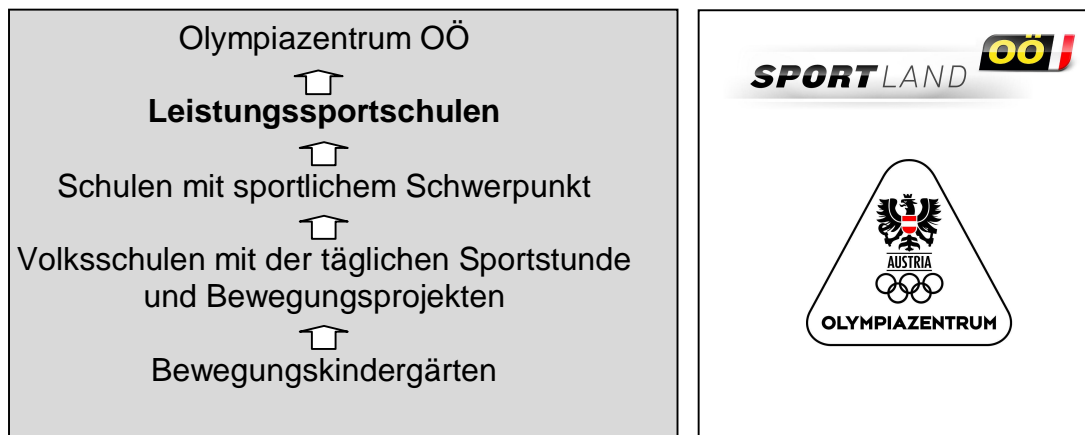 Olympiazentrum OÖ
Leistungssportschulen
Schulen mit sportlichem Schwerpunkt
Volksschulen mit der täglichen Sportstunde
und Bewegungsprojekten
Bewegungskindergärten
SPORTLAND OÖ
AUSTRIA
OLYMPIAZENTRUM